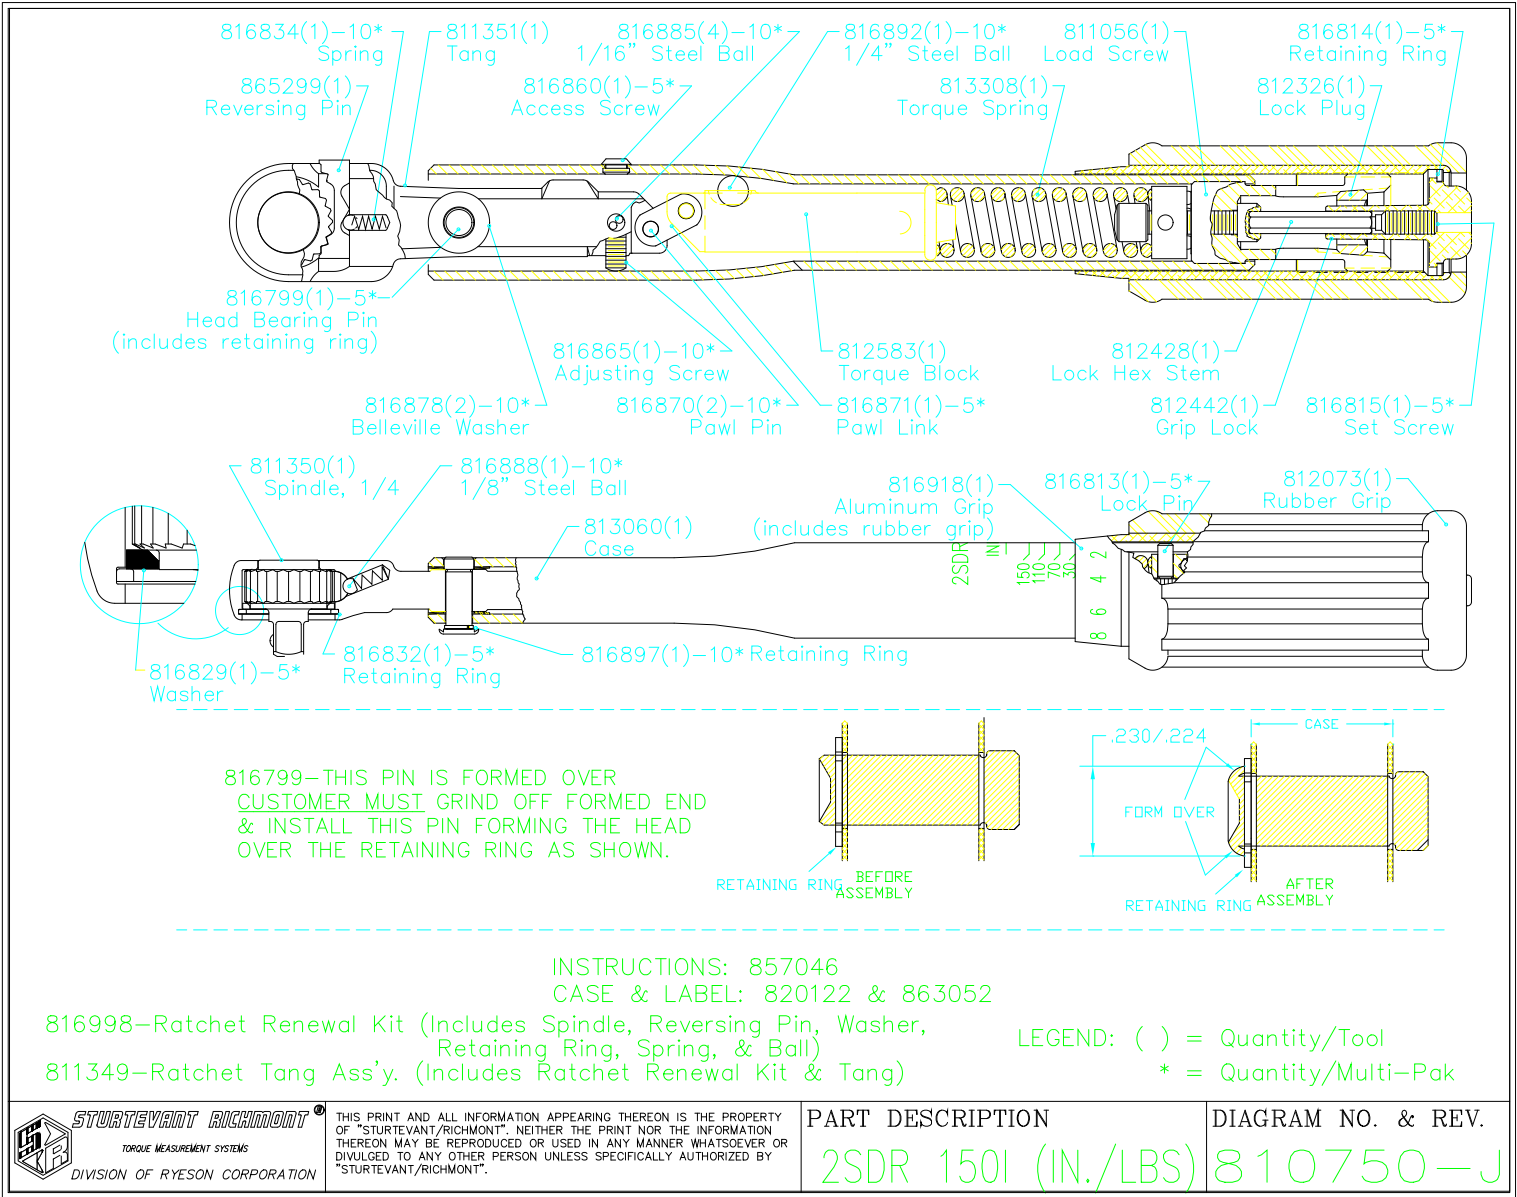 816834(1)-10*
Spring
811351(1)
Tang
816885(4)-10*
1/16" Steel Ball
816892(1)-10*
1/4" Steel Ball
811056(1)
Load Screw
816814(1)-5*
Retaining Ring
865299(1)
Reversing Pin
816860(1)-5*
Access Screw
813308(1)
Torque Spring
812326(1)
Lock Plug
816799(1)-5*
Head Bearing Pin
(includes retaining ring)
816865(1)-10*
Adjusting Screw
812583(1)
Torque Block
812428(1)
Lock Hex Stem
816878(2)-10*
Belleville Washer
816870(2)-10*
Pawl Pin
816871(1)-5*
Pawl Link
812442(1)
Grip Lock
816815(1)-5*
Set Screw
811350(1)
Spindle, 1/4
816888(1)-10*
1/8" Steel Ball
813060(1)
Case
816918(1)
Aluminum Grip
(includes rubber grip)
816813(1)-5*
Lock Pin
812073(1)
Rubber Grip
2SDR
IN
150
110
70
30
8 6 4 2
816829(1)-5*
Washer
816832(1)-5*
Retaining Ring
816897(1)-10* Retaining Ring
816799-THIS PIN IS FORMED OVER
CUSTOMER MUST GRIND OFF FORMED END
& INSTALL THIS PIN FORMING THE HEAD
OVER THE RETAINING RING AS SHOWN.
RETAINING RING
BEFORE
ASSEMBLY
CASE
.230/.224
FORM OVER
RETAINING RING
AFTER
ASSEMBLY
INSTRUCTIONS: 857046
CASE & LABEL: 820122 & 863052
816998-Ratchet Renewal Kit (Includes Spindle, Reversing Pin, Washer,
Retaining Ring, Spring, & Ball)
811349-Ratchet Tang Ass'y. (Includes Ratchet Renewal Kit & Tang)
LEGEND: ( ) = Quantity/Tool
* = Quantity/Multi-Pak
STURTEVANT RICHMONT ®
TORQUE MEASUREMENT SYSTEMS
DIVISION OF RYESON CORPORATION
THIS PRINT AND ALL INFORMATION APPEARING THEREON IS THE PROPERTY
OF "STURTEVANT/RICHMONT". NEITHER THE PRINT NOR THE INFORMATION
THEREON MAY BE REPRODUCED OR USED IN ANY MANNER WHATSOEVER OR
DIVULGED TO ANY OTHER PERSON UNLESS SPECIFICALLY AUTHORIZED BY
"STURTEVANT/RICHMONT".
PART DESCRIPTION
2SDR 150I (IN./LBS)
DIAGRAM NO. & REV.
810750-J